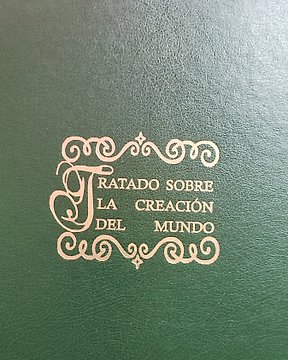 TRATADO SOBRE
LA CREACIÓN
DEL MUNDO